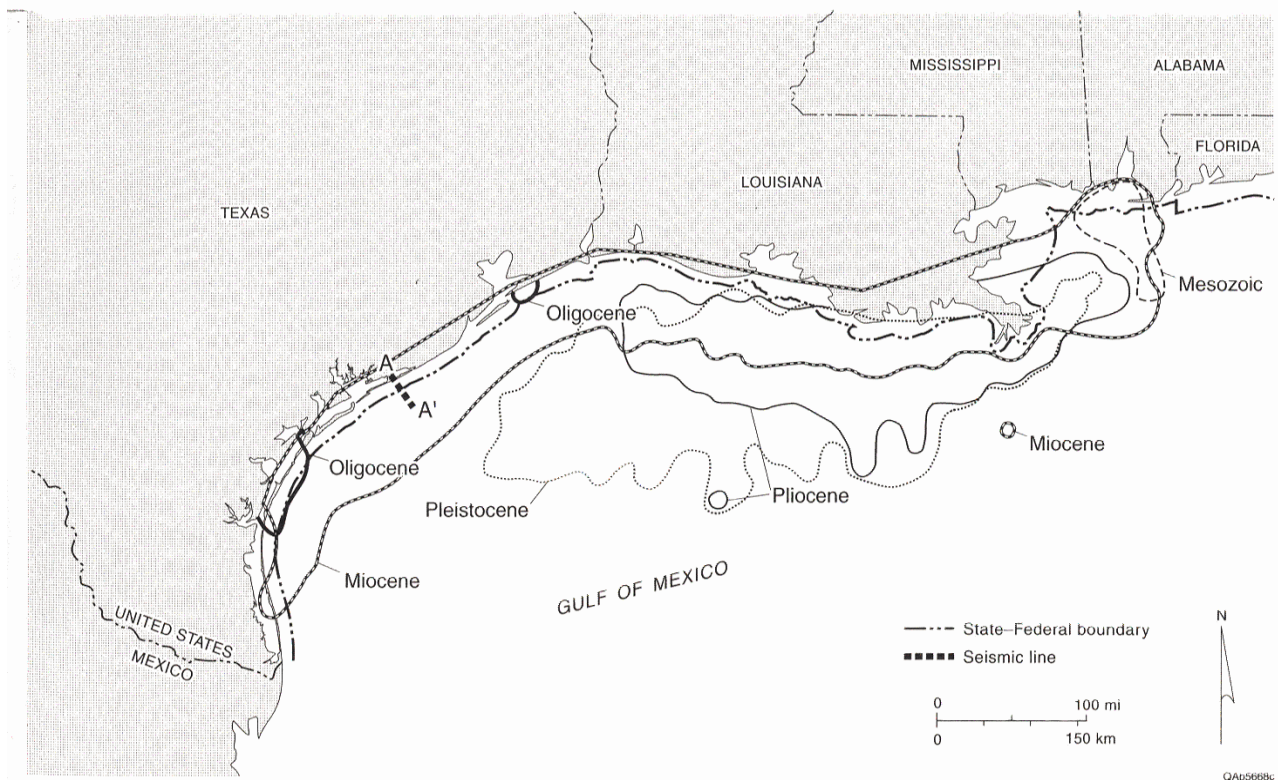 MISSISSIPPI
ALABAMA
FLORIDA
LOUISIANA
TEXAS
Mesozoic
Oligocene
A
A'
Miocene
Oligocene
Pliocene
Pleistocene
Miocene
GULF OF MEXICO
UNITED STATES
MEXICO
N
State–Federal boundary
Seismic line
0 100 mi
0 150 km
QAb5668c